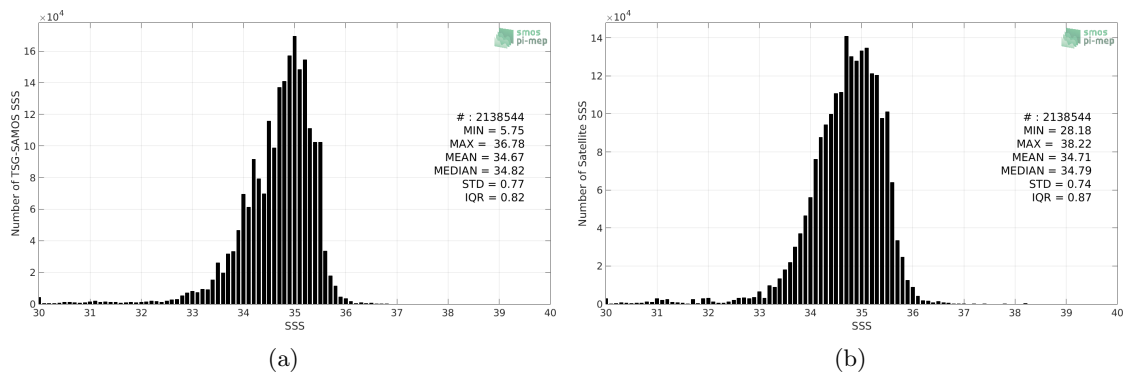 ×10⁴
smos
pi-mep
16
14
12
10
8
6
4
2
0
Number of TSG-SAMOS SSS
# : 2138544
MIN = 5.75
MAX = 36.78
MEAN = 34.67
MEDIAN = 34.82
STD = 0.77
IQR = 0.82
30 31 32 33 34 35 36 37 38 39 40
SSS
(a)
×10⁴
smos
pi-mep
14
12
10
8
6
4
2
0
Number of Satellite SSS
# : 2138544
MIN = 28.18
MAX = 38.22
MEAN = 34.71
MEDIAN = 34.79
STD = 0.74
IQR = 0.87
30 31 32 33 34 35 36 37 38 39 40
SSS
(b)